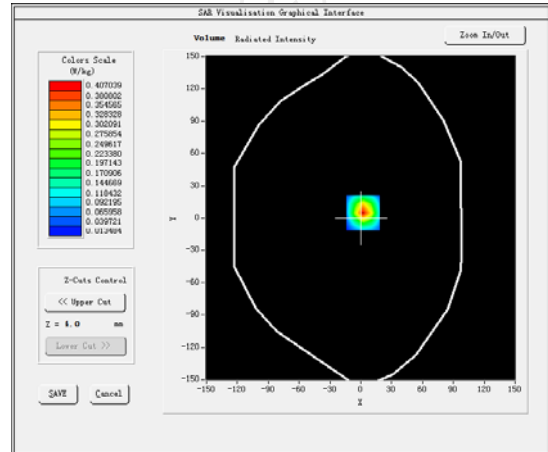 SAR Visualisation Graphical Interface
Volume Radiated Intensity
Zoom In/Out
Colors Scale
(W/kg)
0.407039
0.380802
0.354565
0.328328
0.302091
0.275854
0.249617
0.223380
0.197143
0.170906
0.144669
0.118432
0.092195
0.065958
0.039721
0.013484
Z-Cuts Control
<< Upper Cut
Z = 4.0 mm
Lower Cut >>
SAVE Cancel
150
120
90
60
30
0
-30
-60
-90
-120
-150
Y
-150 -120 -90 -60 -30 0 30 60 90 120 150
X